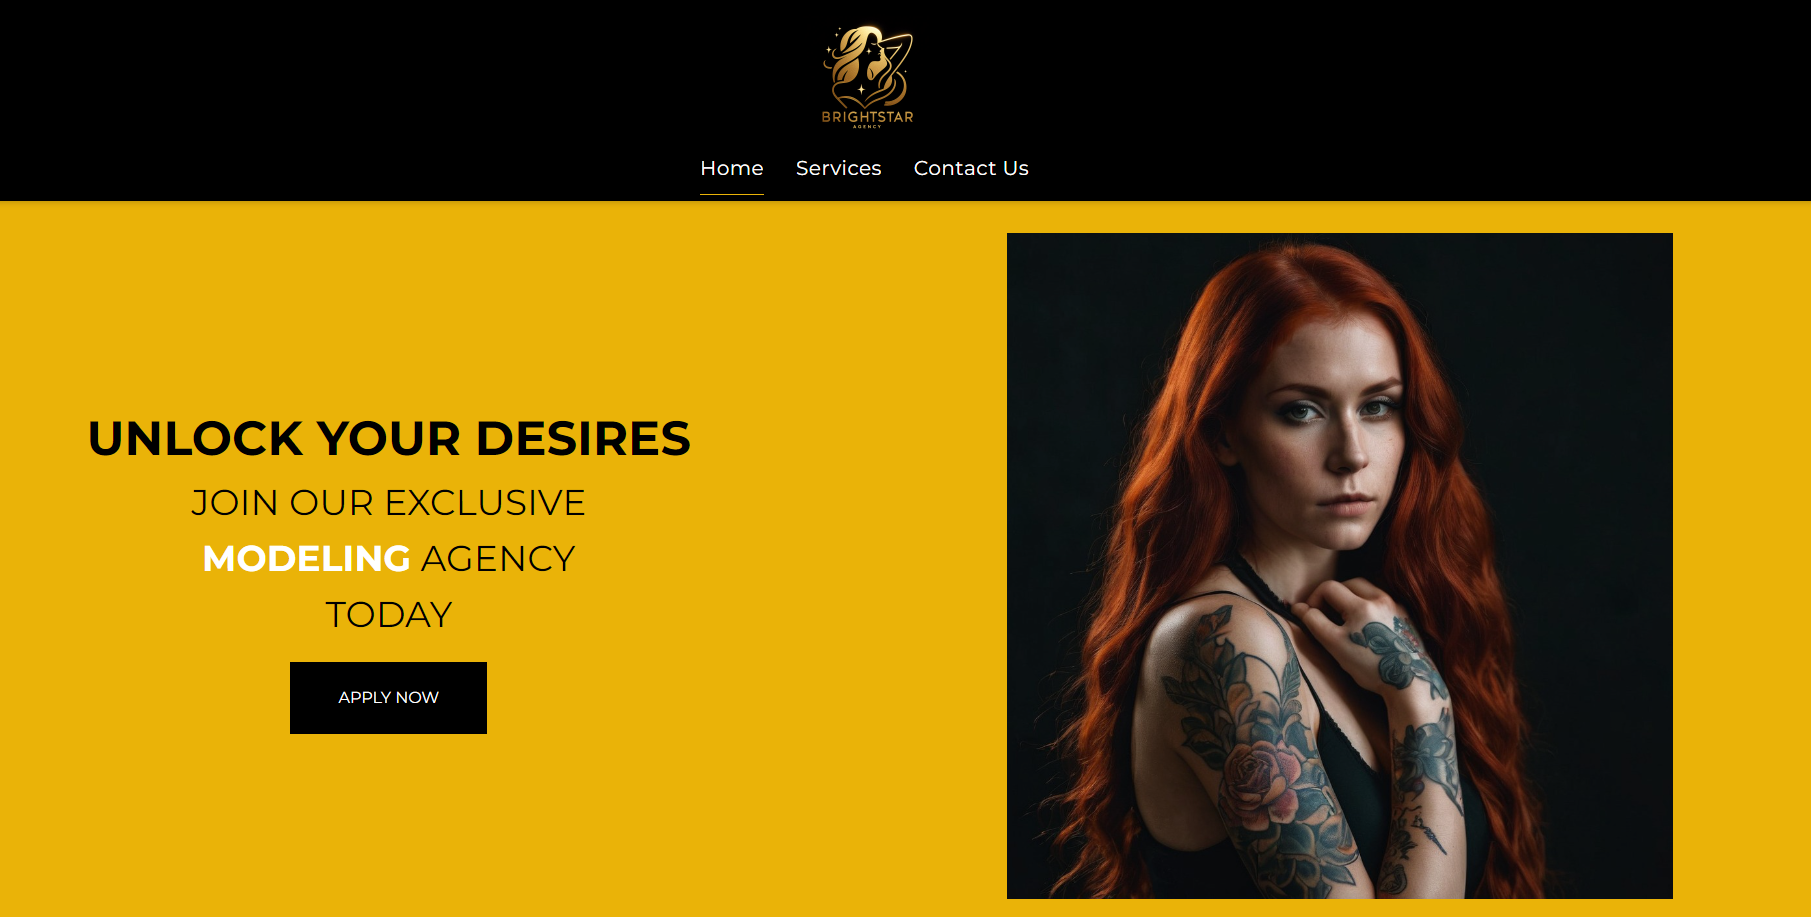 BRIGHTSTAR
AGENCY
Home Services Contact Us
UNLOCK YOUR DESIRES
JOIN OUR EXCLUSIVE
MODELING AGENCY
TODAY
APPLY NOW